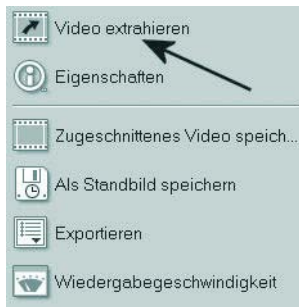 Video extrahieren
Eigenschaften
Zugeschnittenes Video speich...
Als Standbild speichern
Exportieren
Wiedergabegeschwindigkeit